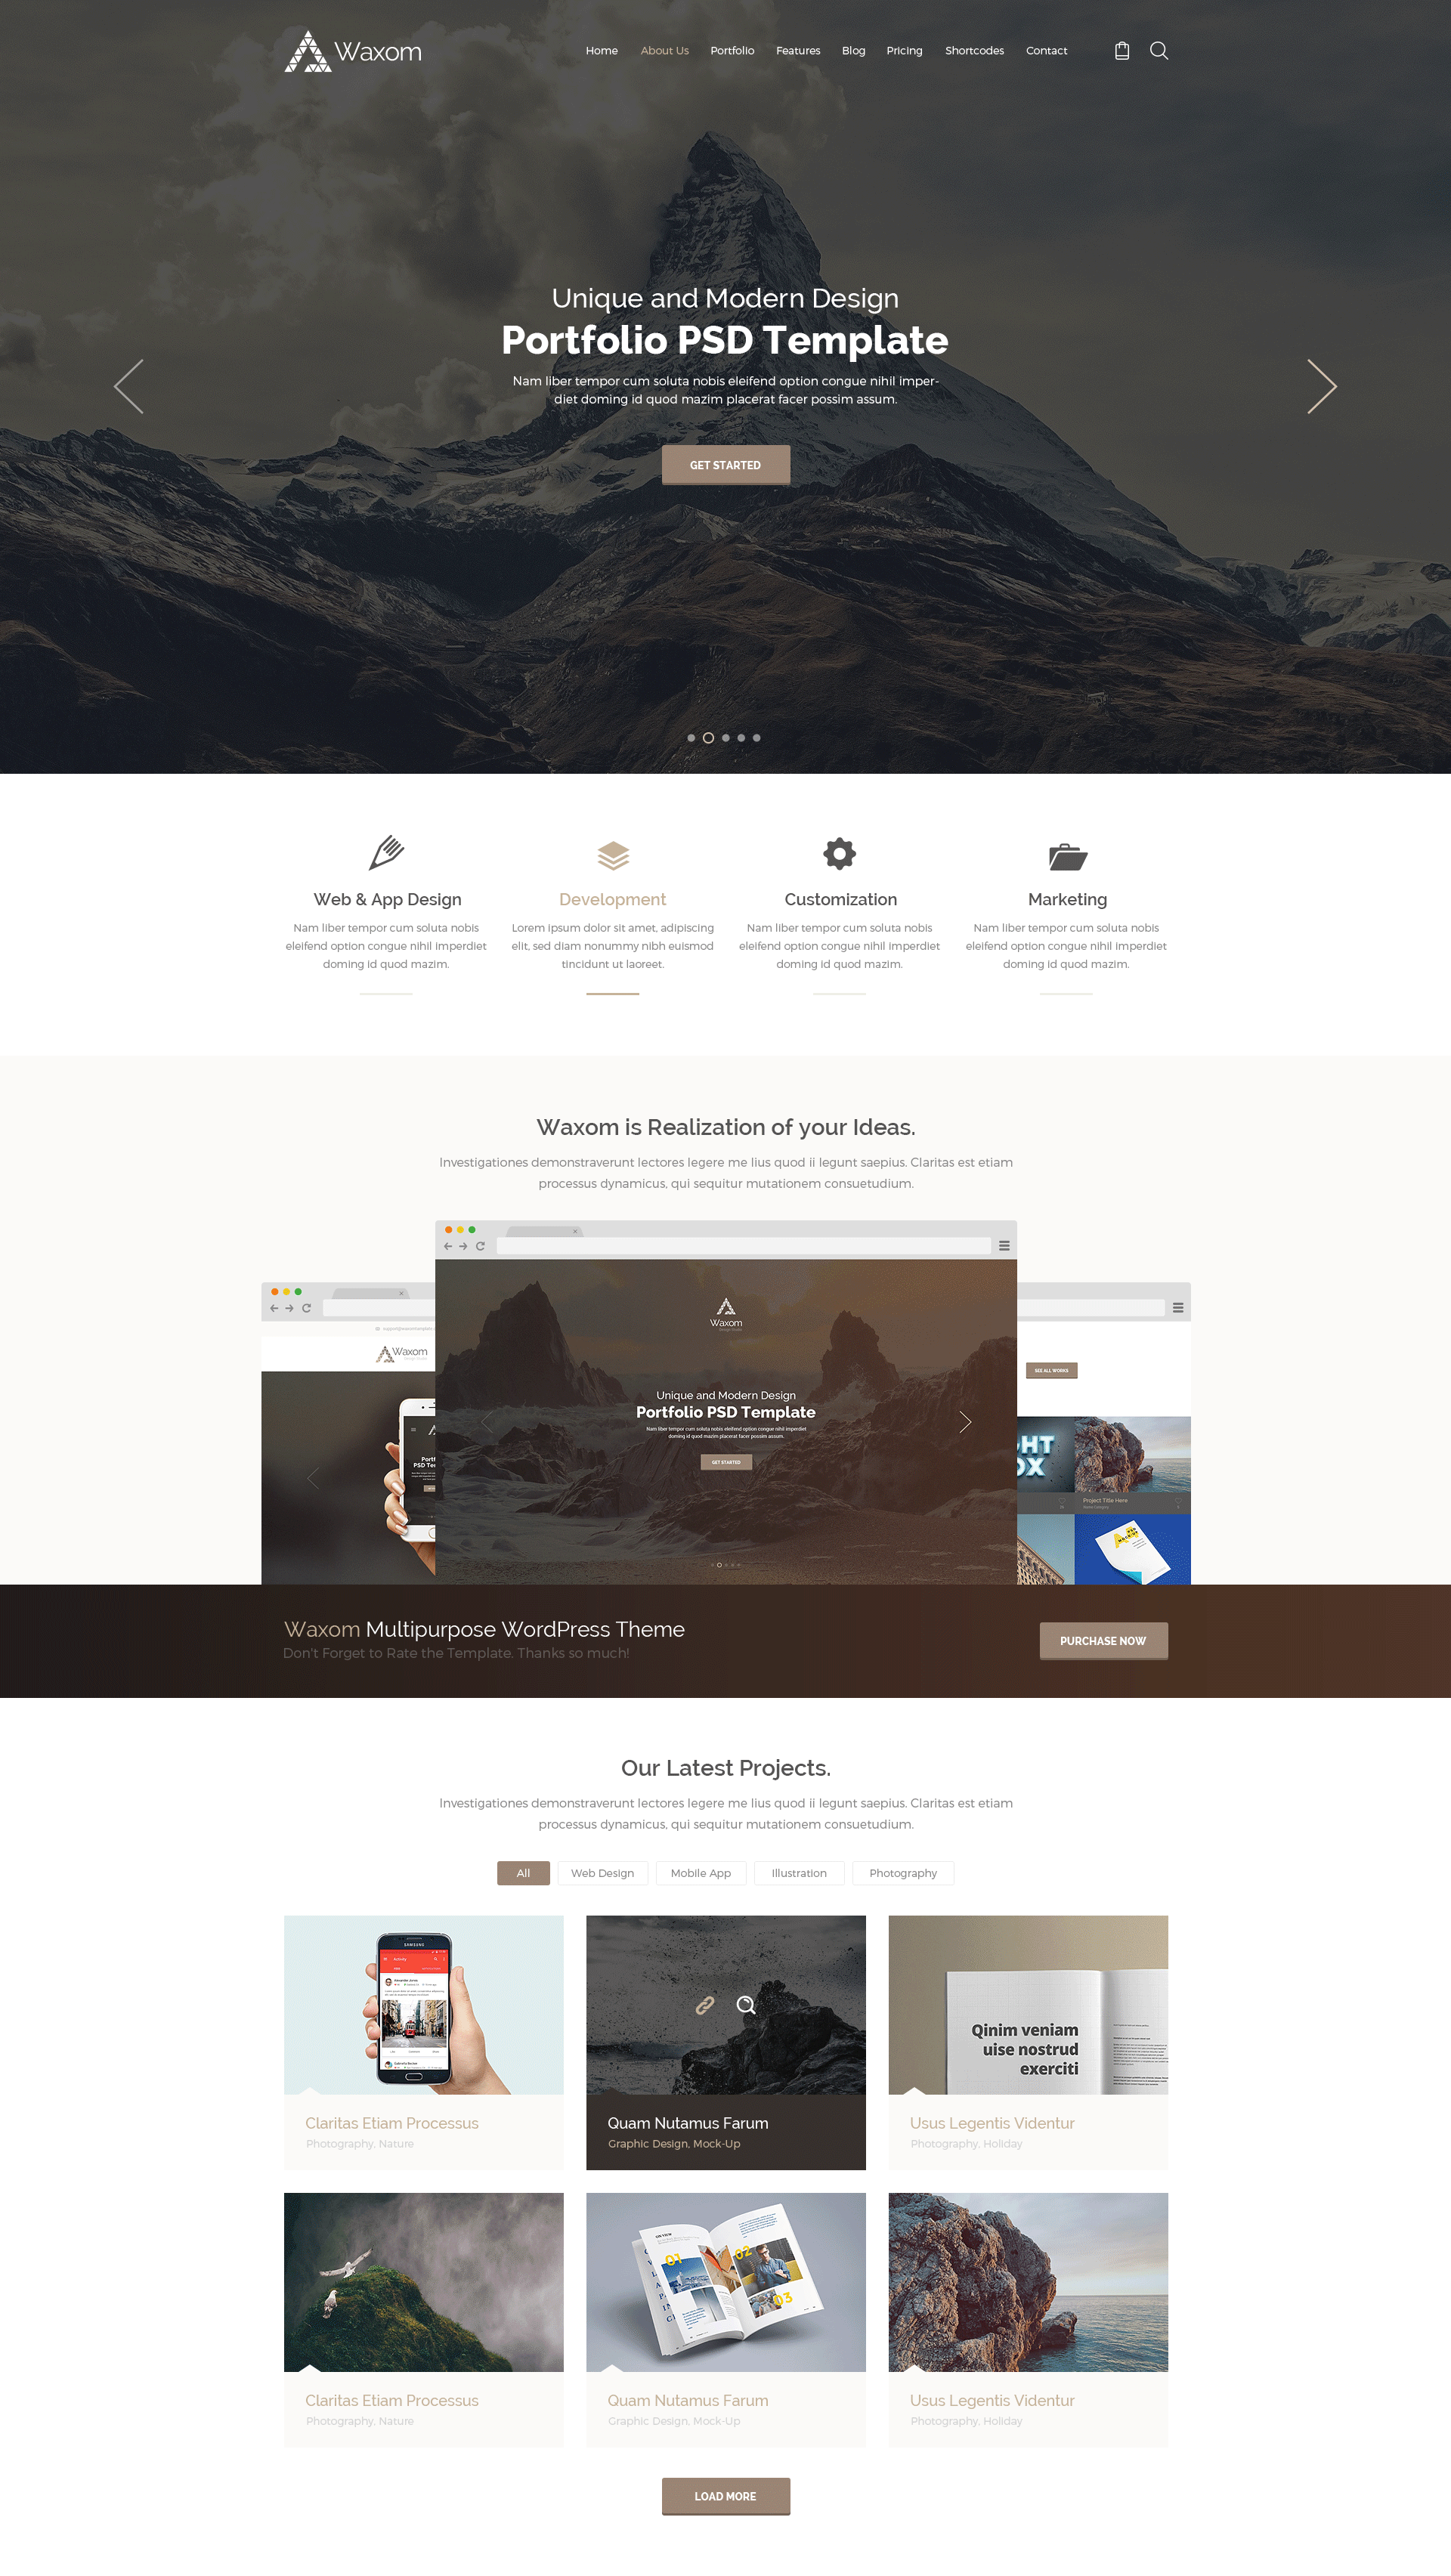 Waxom
Home About Us Portfolio Features Blog Pricing Shortcodes Contact
Unique and Modern Design
Portfolio PSD Template
Nam liber tempor cum soluta nobis eleifend option congue nihil imper-
diet doming id quod mazim placerat facer possim assum.
GET STARTED
Web & App Design
Nam liber tempor cum soluta nobis
eleifend option congue nihil imperdiet
doming id quod mazim.
Development
Lorem ipsum dolor sit amet, adipiscing
elit, sed diam nonummy nibh euismod
tincidunt ut laoreet.
Customization
Nam liber tempor cum soluta nobis
eleifend option congue nihil imperdiet
doming id quod mazim.
Marketing
Nam liber tempor cum soluta nobis
eleifend option congue nihil imperdiet
doming id quod mazim.
Waxom is Realization of your Ideas.
Investigationes demonstraverunt lectores legere me lius quod ii legunt saepius. Claritas est etiam
processus dynamicus, qui sequitur mutationem consuetudium.
Waxom
Waxom
Unique and Modern Design
Portfolio PSD Template
Nam liber tempor cum soluta nobis eleifend option congue nihil imperdiet
doming id quod mazim placerat facer possim assum.
GET STARTED
SEE ALL WORKS
Project Title Here
Waxom Multipurpose WordPress Theme
Don't Forget to Rate the Template. Thanks so much!
PURCHASE NOW
Our Latest Projects.
Investigationes demonstraverunt lectores legere me lius quod ii legunt saepius. Claritas est etiam
processus dynamicus, qui sequitur mutationem consuetudium.
All Web Design Mobile App Illustration Photography
SAMSUNG
Activity
Qinim veniam
uise nostrud
exerciti
Claritas Etiam Processus
Photography, Nature
Quam Nutamus Farum
Graphic Design, Mock-Up
Usus Legentis Videntur
Photography, Holiday
01
02
03
Claritas Etiam Processus
Photography, Nature
Quam Nutamus Farum
Graphic Design, Mock-Up
Usus Legentis Videntur
Photography, Holiday
LOAD MORE